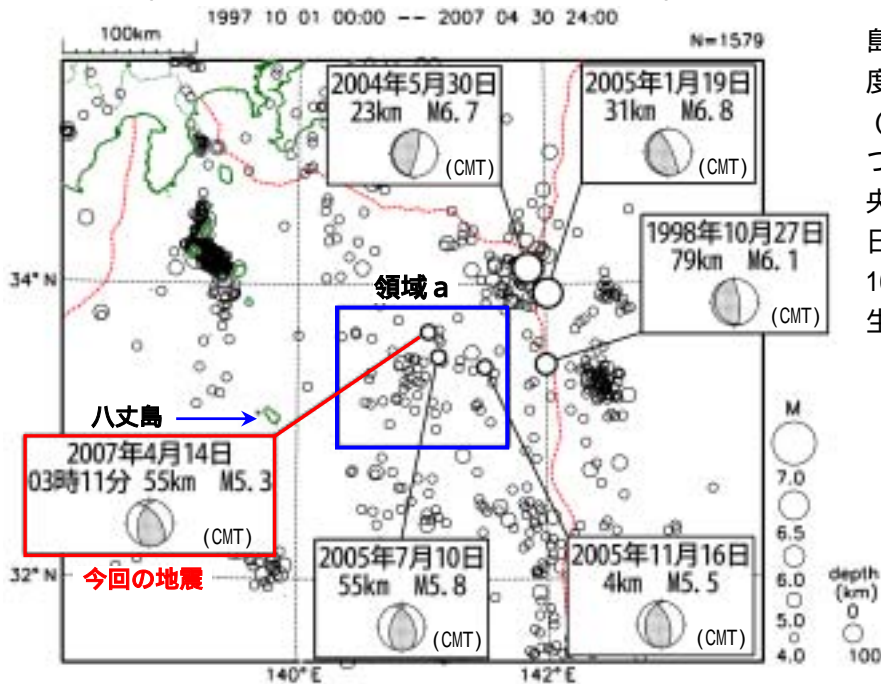 1997 10 01 00:00 -- 2007 04 30 24:00
100km
N=1579
2004年5月30日
23km M6.7
(CMT)
2005年1月19日
31km M6.8
(CMT)
島
度
(
つ
央
日
10
生
1998年10月27日
79km M6.1
(CMT)
34°N
領域a
八丈島
2007年4月14日
03時11分 55km M5.3
(CMT)
今回の地震
2005年7月10日
55km M5.8
(CMT)
2005年11月16日
4km M5.5
(CMT)
32°N
140°E
142°E
M
7.0
6.5
6.0
5.0
4.0
depth
(km)
0
100